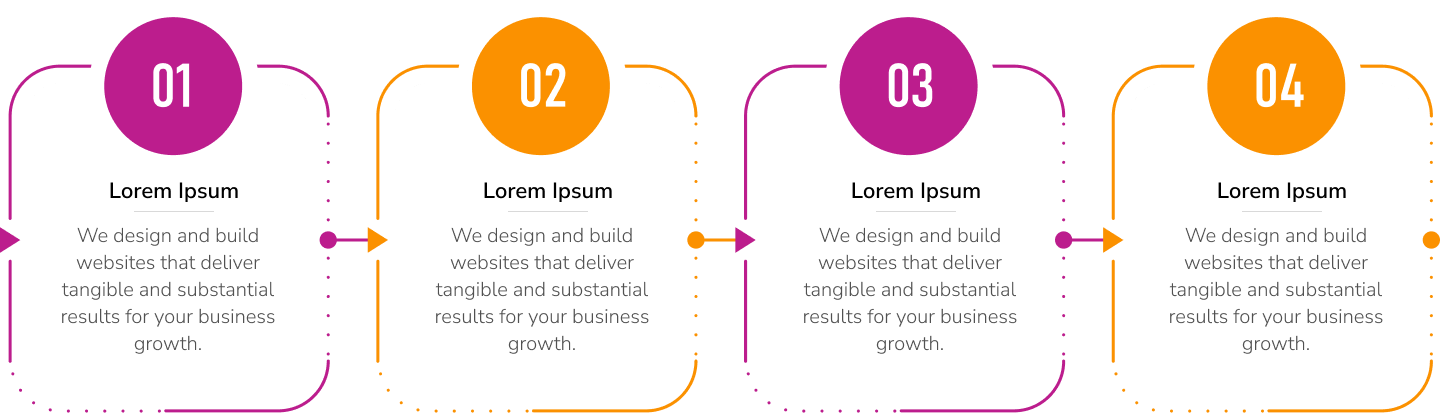 01
Lorem Ipsum
We design and build
websites that deliver
tangible and substantial
results for your business
growth.
02
Lorem Ipsum
We design and build
websites that deliver
tangible and substantial
results for your business
growth.
03
Lorem Ipsum
We design and build
websites that deliver
tangible and substantial
results for your business
growth.
04
Lorem Ipsum
We design and build
websites that deliver
tangible and substantial
results for your business
growth.